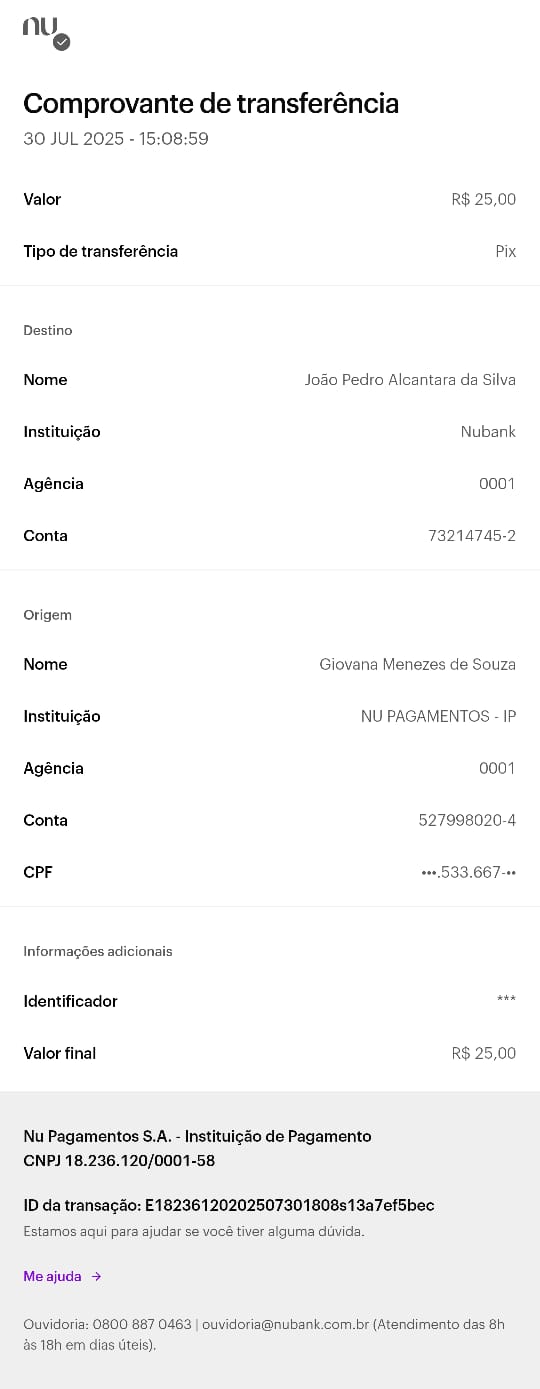 nu
Comprovante de transferência
30 JUL 2025 - 15:08:59
Valor R$ 25,00
Tipo de transferência Pix
Destino
Nome João Pedro Alcantara da Silva
Instituição Nubank
Agência 0001
Conta 73214745-2
Origem
Nome Giovana Menezes de Souza
Instituição NU PAGAMENTOS - IP
Agência 0001
Conta 527998020-4
CPF •••.533.667-••
Informações adicionais
Identificador ***
Valor final R$ 25,00
Nu Pagamentos S.A. - Instituição de Pagamento
CNPJ 18.236.120/0001-58
ID da transação: E18236120202507301808s13a7ef5bec
Estamos aqui para ajudar se você tiver alguma dúvida.
Me ajuda →
Ouvidoria: 0800 887 0463 | ouvidoria@nubank.com.br (Atendimento das 8h
às 18h em dias úteis).